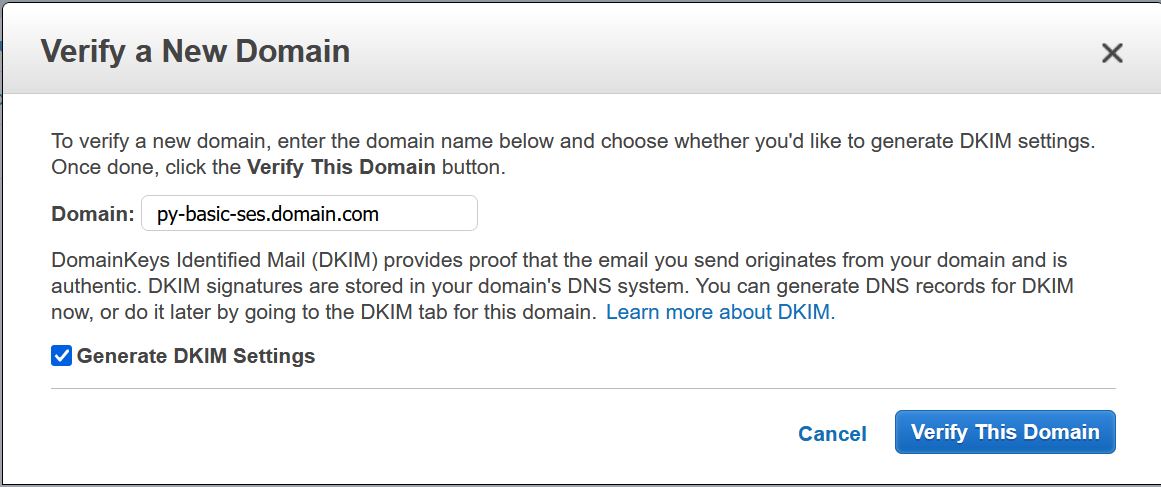 Verify a New Domain
To verify a new domain, enter the domain name below and choose whether you'd like to generate DKIM settings.
Once done, click the Verify This Domain button.
Domain: py-basic-ses.domain.com
DomainKeys Identified Mail (DKIM) provides proof that the email you send originates from your domain and is
authentic. DKIM signatures are stored in your domain's DNS system. You can generate DNS records for DKIM
now, or do it later by going to the DKIM tab for this domain. Learn more about DKIM.
Generate DKIM Settings
Cancel Verify This Domain